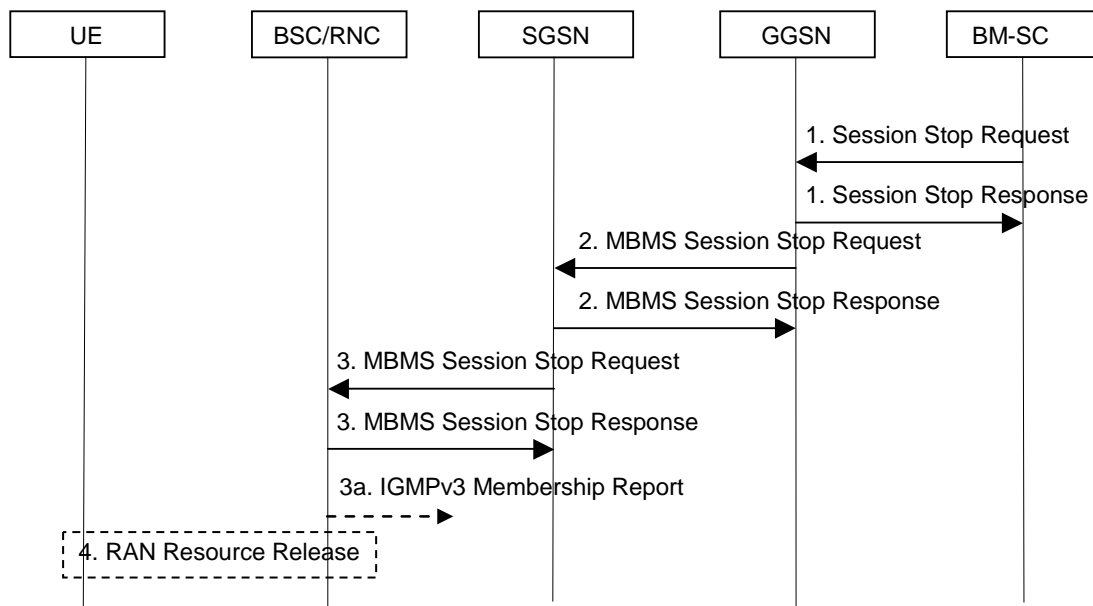 UE
BSC/RNC
SGSN
GGSN
BM-SC
1. Session Stop Request
1. Session Stop Response
2. MBMS Session Stop Request
2. MBMS Session Stop Response
3. MBMS Session Stop Request
3. MBMS Session Stop Response
3a. IGMPv3 Membership Report
4. RAN Resource Release